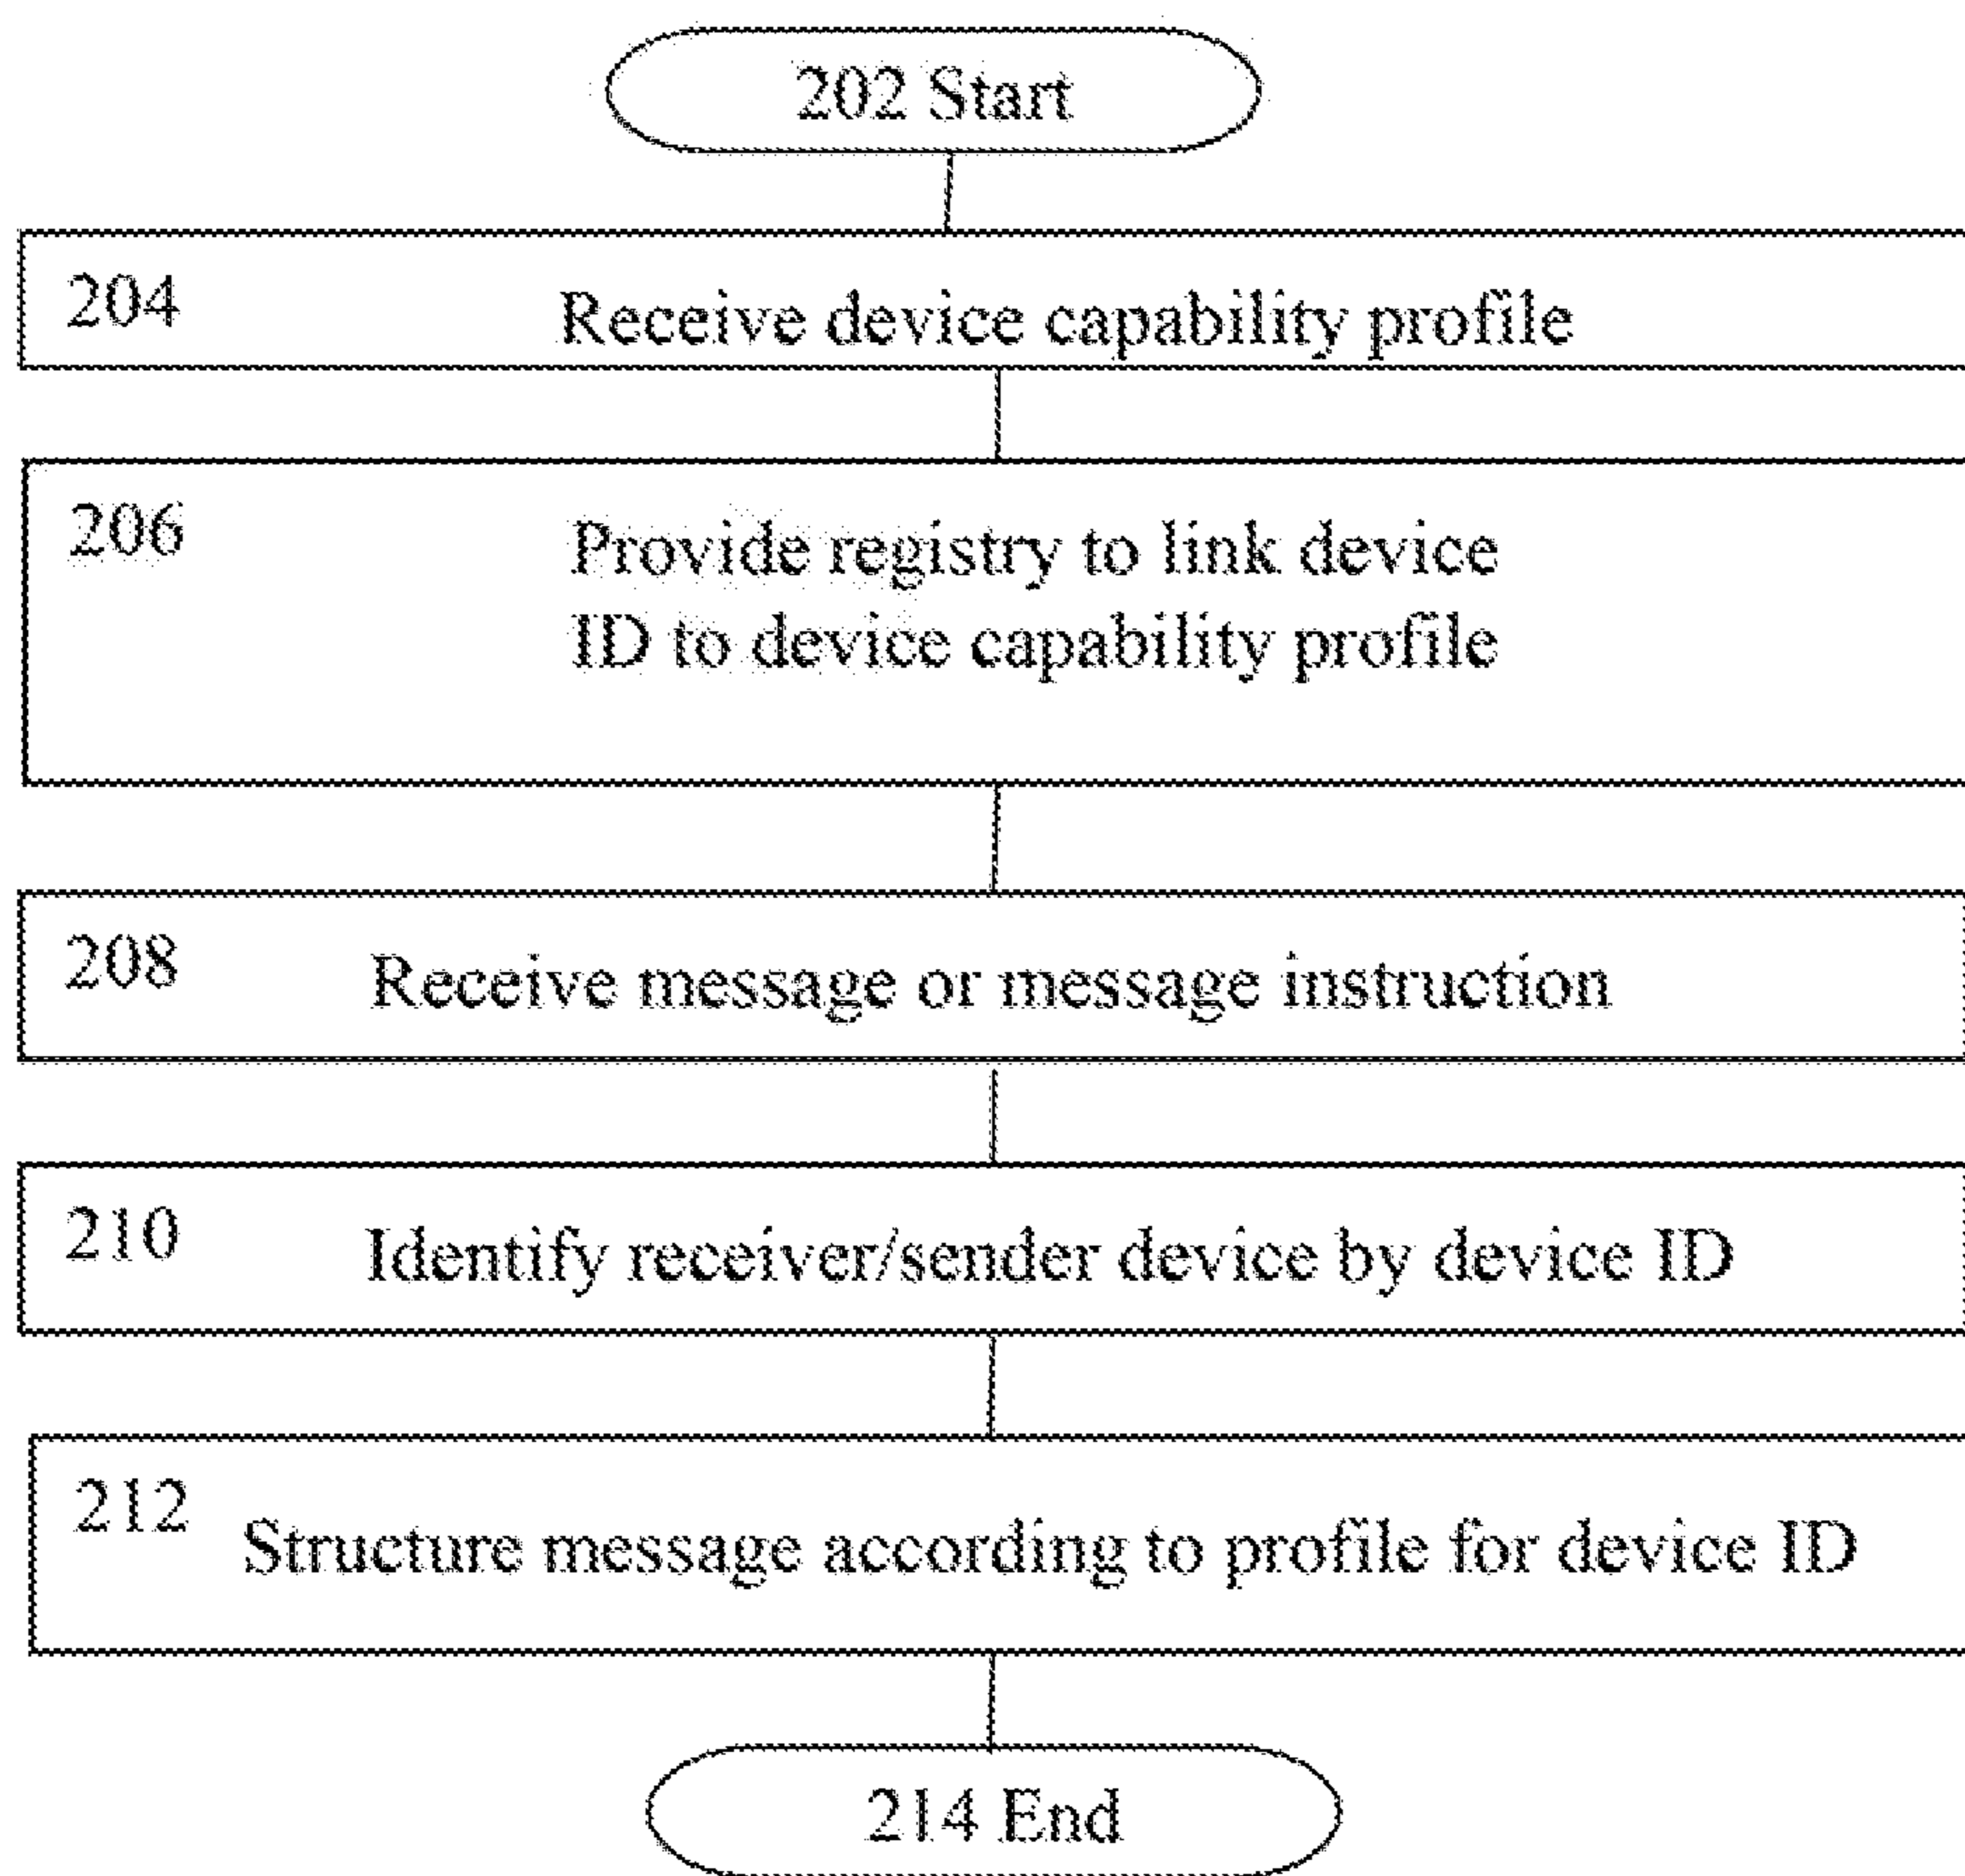 202 Start
204 Receive device capability profile
206 Provide registry to link device
ID to device capability profile
208 Receive message or message instruction
210 Identify receiver/sender device by device ID
212 Structure message according to profile for device ID
214 End